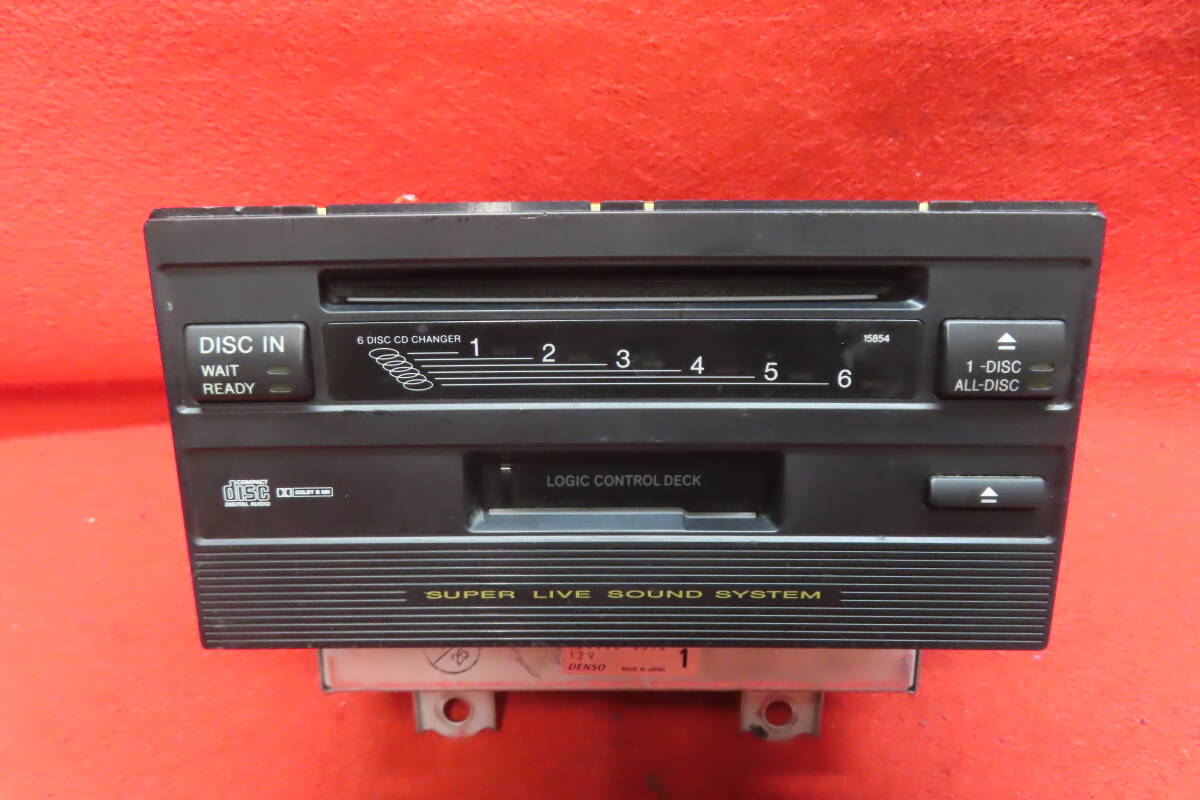 DISC IN
WAIT
READY
6 DISC CD CHANGER
1 2 3 4 5 6
15854
1-DISC
ALL-DISC
COMPACT
disc
DIGITAL AUDIO
DOLBY B NR
LOGIC CONTROL DECK
SUPER LIVE SOUND SYSTEM
12V
DENSO
MADE IN JAPAN
1